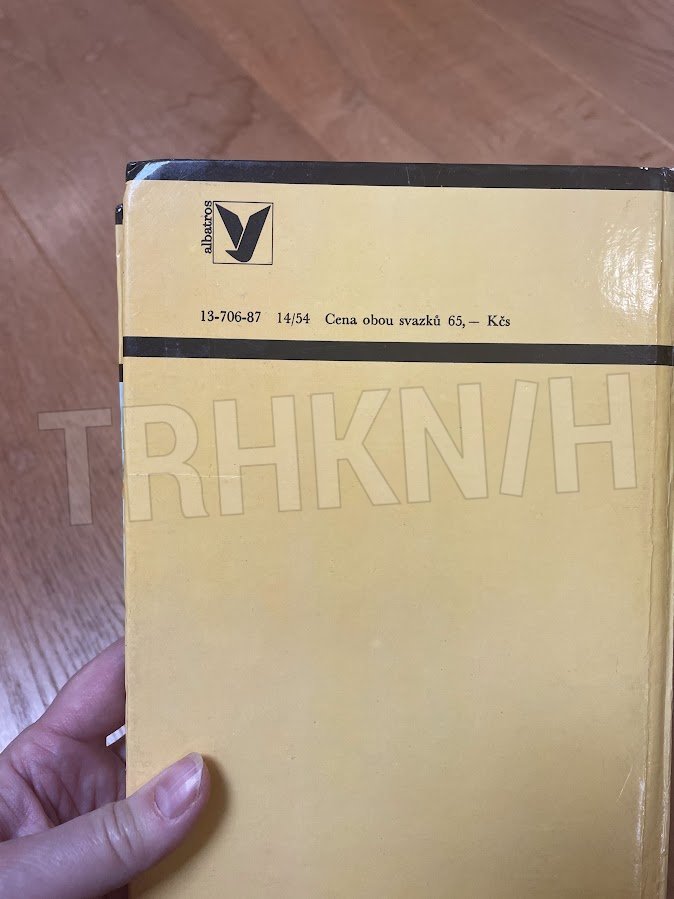 albatros
13-706-87 14/54 Cena obou svazků 65,— Kčs
TRHKNIH